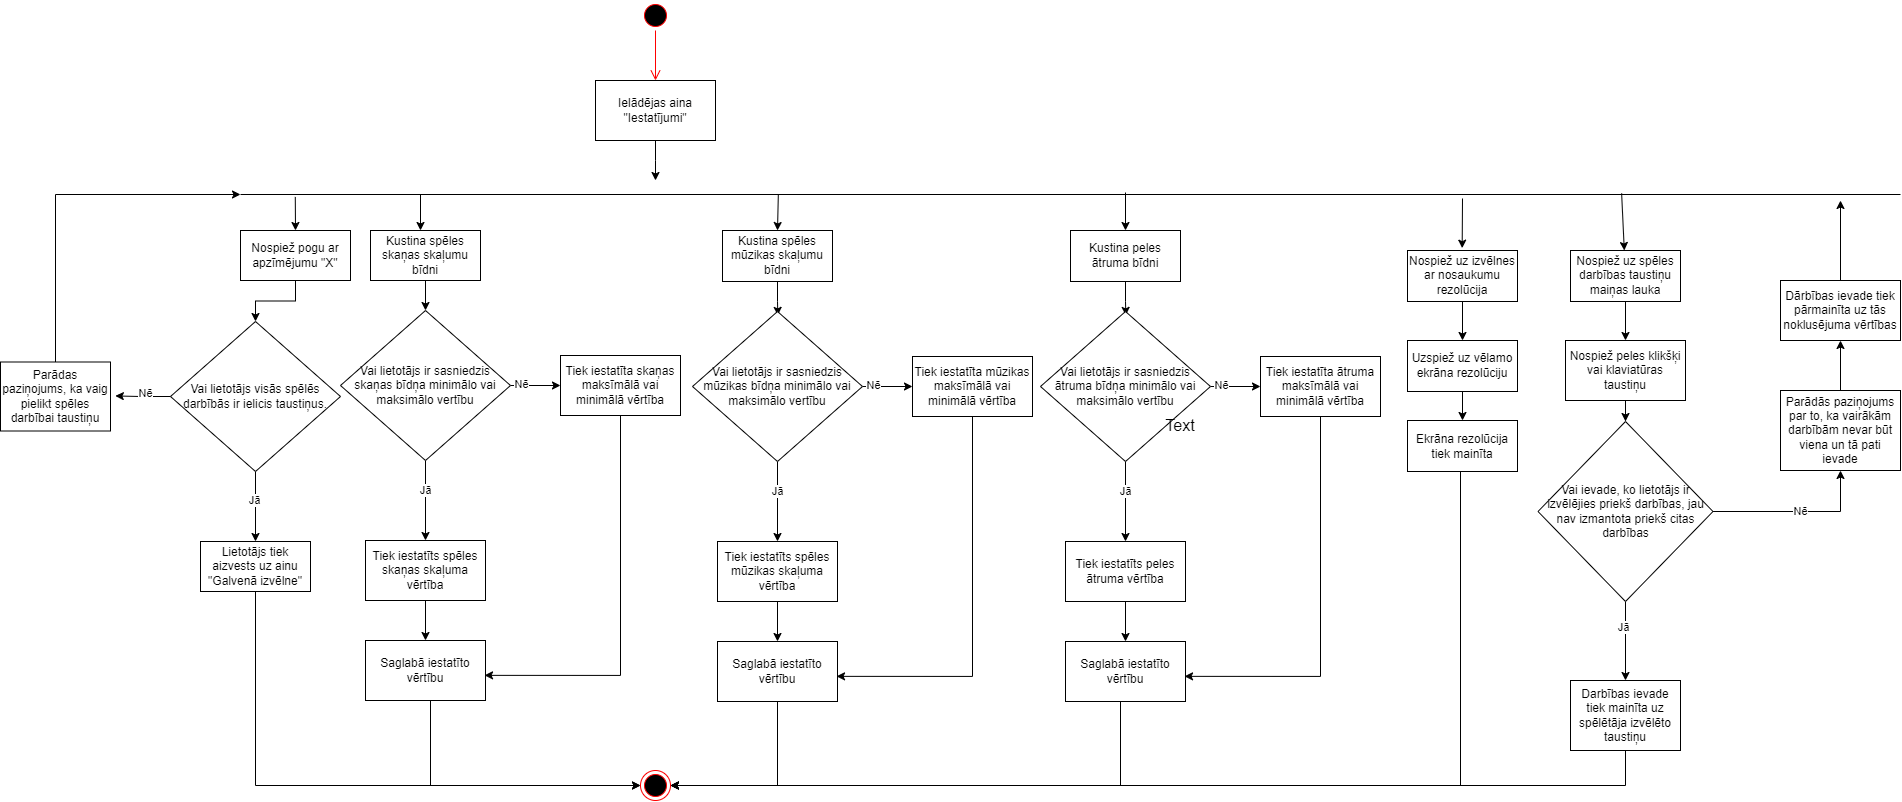 Ielādējas aina
"Iestatījumi"
Nospiež pogu ar
apzīmējumu "X"
Vai lietotājs visās spēlēs
darbībās ir ielicis taustiņus.
Nē
Parādas
paziņojums, ka vaig
pielikt spēles
darbībai taustiņu
Jā
Lietotājs tiek
aizvests uz ainu
"Galvenā izvēlne"
Kustina spēles
skaņas skaļumu
bīdni
Vai lietotājs ir sasniedzis
skaņas bīdņa minimālo vai
maksimālo vertību
Nē
Tiek iestatīta skaņas
maksīmālā vai
minimālā vērtība
Jā
Tiek iestatīts spēles
skaņas skaļuma
vērtība
Saglabā iestatīto
vērtību
Kustina spēles
mūzikas skaļumu
bīdni
Vai lietotājs ir sasniedzis
mūzikas bīdņa minimālo vai
maksimālo vertību
Nē
Tiek iestatīta mūzikas
maksīmālā vai
minimālā vērtība
Jā
Tiek iestatīts spēles
mūzikas skaļuma
vērtība
Saglabā iestatīto
vērtību
Kustina peles
ātruma bīdni
Vai lietotājs ir sasniedzis
ātruma bīdņa minimālo vai
maksimālo vertību
Text
Nē
Tiek iestatīta ātruma
maksīmālā vai
minimālā vērtība
Jā
Tiek iestatīts peles
ātruma vērtība
Saglabā iestatīto
vērtību
Nospiež uz izvēlnes
ar nosaukumu
rezolūcija
Uzspiež uz vēlamo
ekrāna rezolūciju
Ekrāna rezolūcija
tiek mainīta
Nospiež uz spēles
darbības taustiņu
maiņas lauka
Nospiež peles klikšķi
vai klaviatūras
taustiņu
Vai ievade, ko lietotājs ir
izvēlējies priekš darbības, jau
nav izmantota priekš citas
darbības
Nē
Parādās paziņojums
par to, ka vairākām
darbībām nevar būt
viena un tā pati
ievade
Dārbības ievade tiek
pārmainīta uz tās
noklusējuma vērtības
Jā
Darbības ievade
tiek mainīta uz
spēlētāja izvēlēto
taustiņu